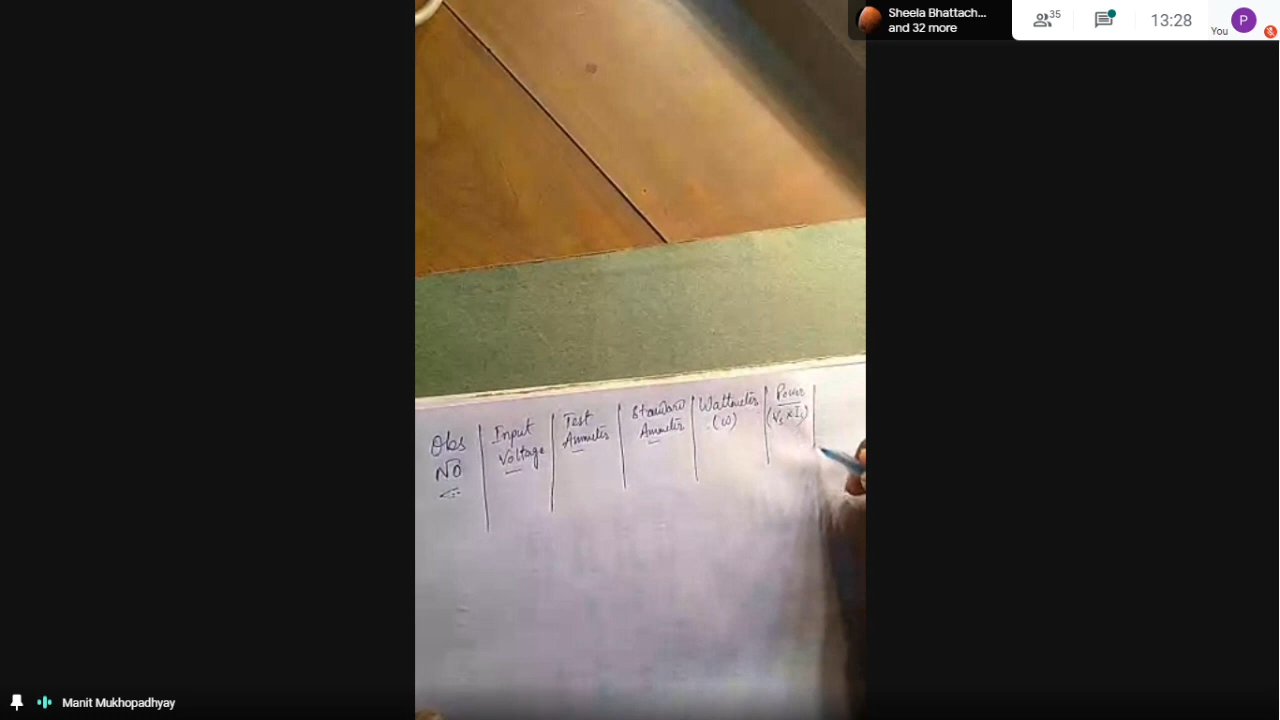 Sheela Bhattach...
and 32 more
35
13:28
You
P
Obs
NO
Input
Voltage
Test
Ammeter
Standard
Ammeter
Wattmeter
(W)
Power
Manit Mukhopadhyay